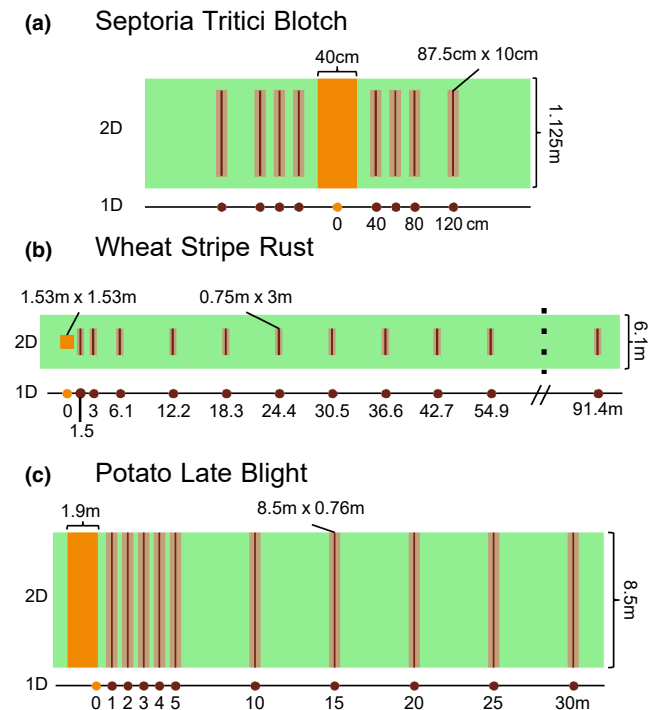 (a) Septoria Tritici Blotch
40cm
87.5cm x 10cm
2D
1.125m
1D
0 40 80 120 cm
(b) Wheat Stripe Rust
1.53m x 1.53m
0.75m x 3m
2D
6.1m
1D
0 3 6.1 12.2 18.3 24.4 30.5 36.6 42.7 54.9 91.4m
1.5
(c) Potato Late Blight
1.9m
8.5m x 0.76m
2D
8.5m
1D
0 1 2 3 4 5 10 15 20 25 30m